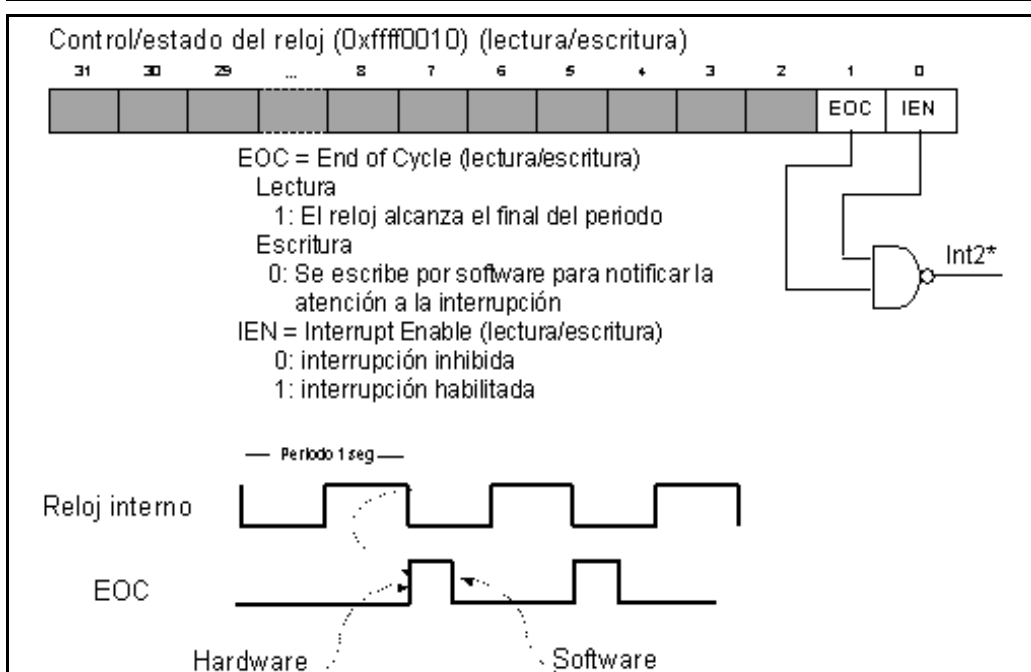 Control/estado del reloj (0xffff0010) (lectura/escritura)
31 30 29 ... 8 7 6 5 4 3 2 1 0
EOC IEN
EOC = End of Cycle (lectura/escritura)
Lectura
1: El reloj alcanza el final del periodo
Escritura
0: Se escribe por software para notificar la
atención a la interrupción
IEN = Interrupt Enable (lectura/escritura)
0: interrupción inhibida
1: interrupción habilitada
Int2*
Periodo 1 seg
Reloj interno
EOC
Hardware
Software